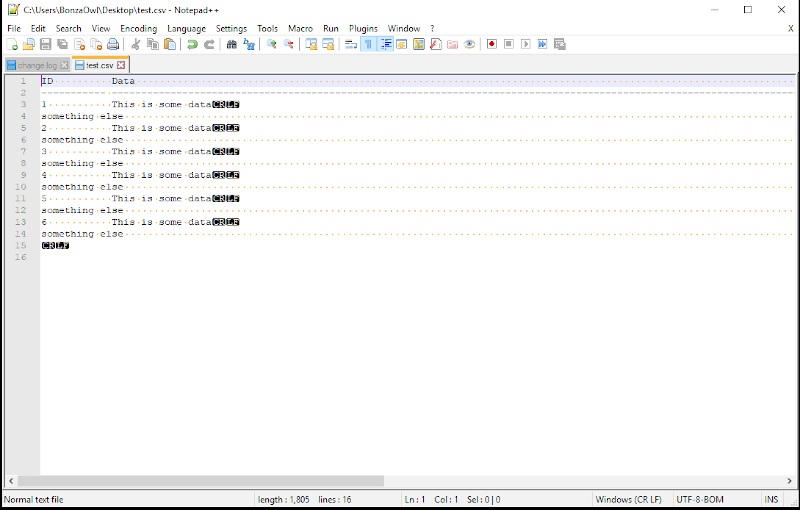 C:\Users\BonzaOwl\Desktop\test.csv - Notepad++
File Edit Search View Encoding Language Settings Tools Macro Run Plugins Window ? X
change.log test.csv
1 ID Data
2 ----------
3 1 This is some dataCRLF
4 something else
5 2 This is some dataCRLF
6 something else
7 3 This is some dataCRLF
8 something else
9 4 This is some dataCRLF
10 something else
11 5 This is some dataCRLF
12 something else
13 6 This is some dataCRLF
14 something else
15 CRLF
16
Normal text file length : 1,805 lines : 16 Ln : 1 Col : 1 Sel : 0 | 0 Windows (CR LF) UTF-8-BOM INS